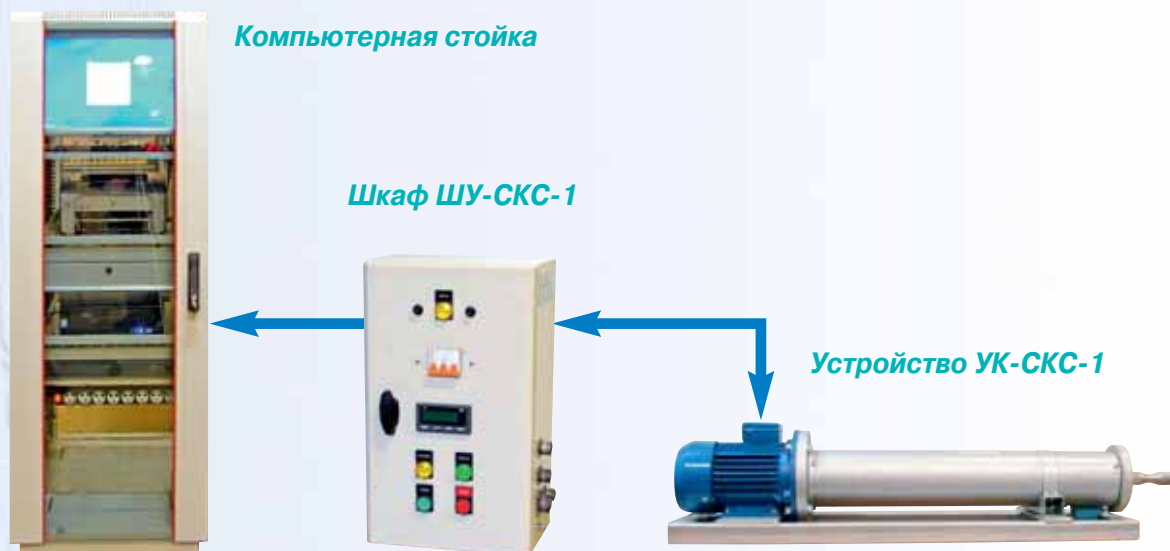 Компьютерная стойка
Шкаф ШУ-СКС-1
Устройство УК-СКС-1